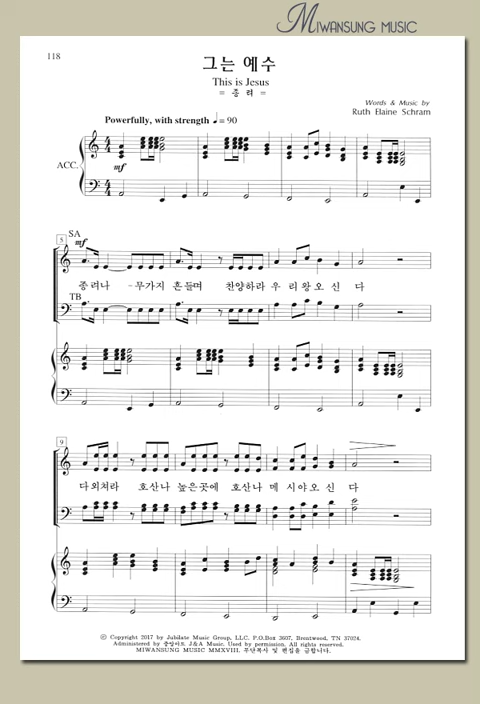 MIWANSUNG MUSIC
118
그는 예수
This is Jesus
= 종 려 =
Words & Music by
Ruth Elaine Schram
Powerfully, with strength ♩= 90
ACC.
mf
5
SA
mf
종려나 ~ 무가지 흔들며 찬양하라 우 리 왕 오 신 다
TB
9
다 외쳐라 호산나 높은곳에 호산나 메 시야 오 신 다
© Copyright 2017 by Jubilate Music Group, LLC. P.O.Box 3607, Brentwood, TN 37024.
Administered by 중앙아트. J&A Music. Used by permission. All rights reserved.
MIWANSUNG MUSIC MMXVIII. 무단복사 및 편집을 금합니다.